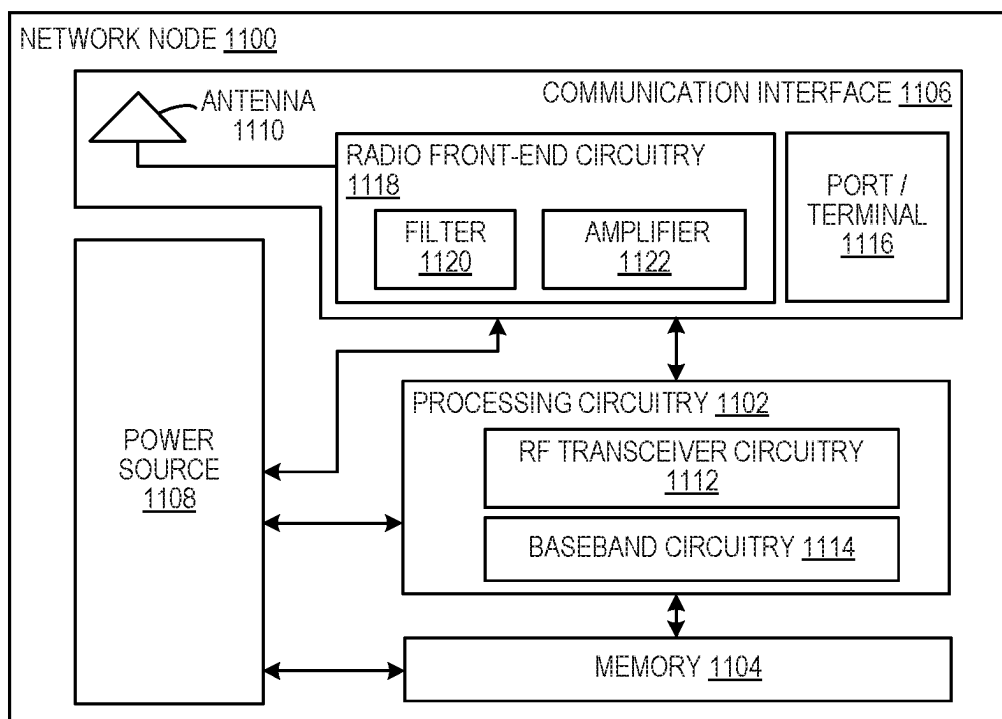 NETWORK NODE 1100
COMMUNICATION INTERFACE 1106
ANTENNA
1110
RADIO FRONT-END CIRCUITRY
1118
FILTER
1120
AMPLIFIER
1122
PORT /
TERMINAL
1116
POWER
SOURCE
1108
PROCESSING CIRCUITRY 1102
RF TRANSCEIVER CIRCUITRY
1112
BASEBAND CIRCUITRY 1114
MEMORY 1104